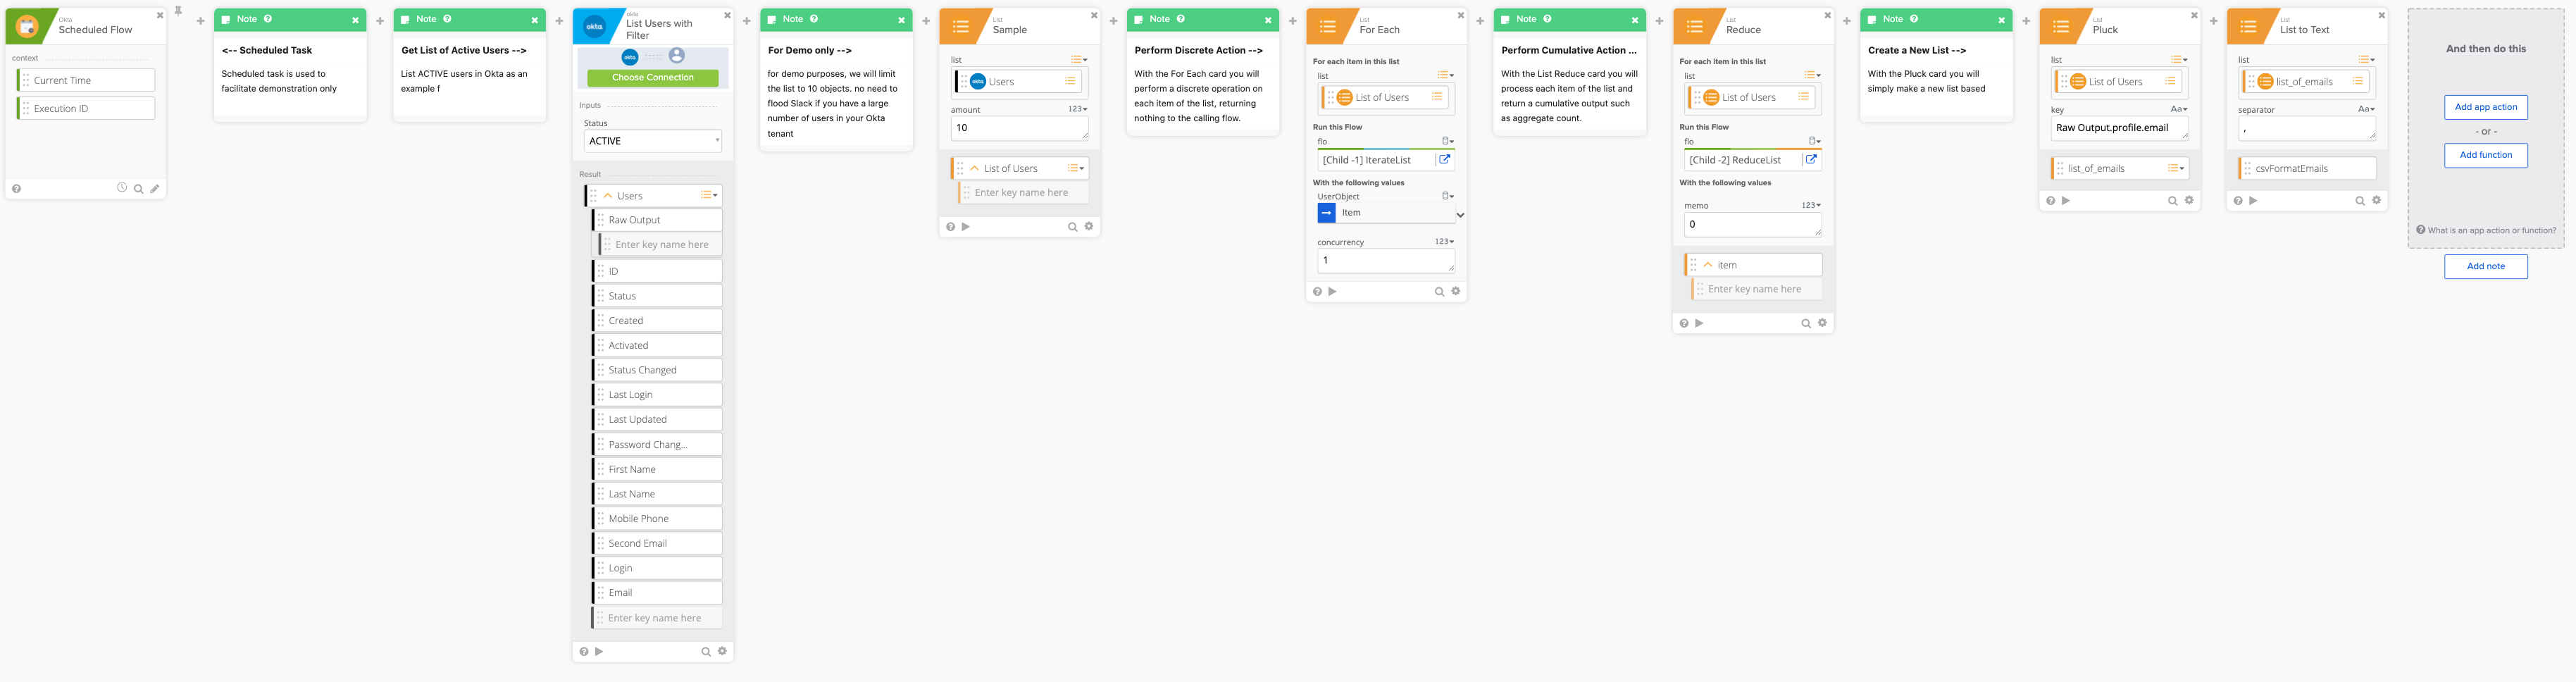 Okta
Scheduled Flow
context
Current Time
Execution ID
Note
<-- Scheduled Task
Scheduled task is used to
facilitate demonstration only
Note
Get List of Active Users -->
List ACTIVE users in Okta as an
example f
okta
okta
List Users with
Filter
okta
Choose Connection
Inputs
Status
ACTIVE
Result
Users
Raw Output
Enter key name here
ID
Status
Created
Activated
Status Changed
Last Login
Last Updated
Password Chang...
First Name
Last Name
Mobile Phone
Second Email
Login
Email
Enter key name here
Note
For Demo only -->
for demo purposes, we will limit
the list to 10 objects. no need to
flood Slack if you have a large
number of users in your Okta
tenant
List
Sample
list
okta Users
amount 123
10
List of Users
Enter key name here
Note
Perform Discrete Action -->
With the For Each card you will
perform a discrete operation on
each item of the list, returning
nothing to the calling flow.
List
For Each
For each item in this list
list
List of Users
Run this Flow
flo
[Child -1] IterateList
With the following values
UserObject
Item
concurrency 123
1
Note
Perform Cumulative Action ...
With the List Reduce card you will
process each item of the list and
return a cumulative output such
as aggregate count.
List
Reduce
For each item in this list
list
List of Users
Run this Flow
flo
[Child -2] ReduceList
With the following values
memo 123
0
item
Enter key name here
Note
Create a New List -->
With the Pluck card you will
simply make a new list based
List
Pluck
list
List of Users
key Aa
Raw Output.profile.email
list_of_emails
List
List to Text
list
list_of_emails
separator Aa
,
csvFormatEmails
And then do this
Add app action
- or -
Add function
What is an app action or function?
Add note